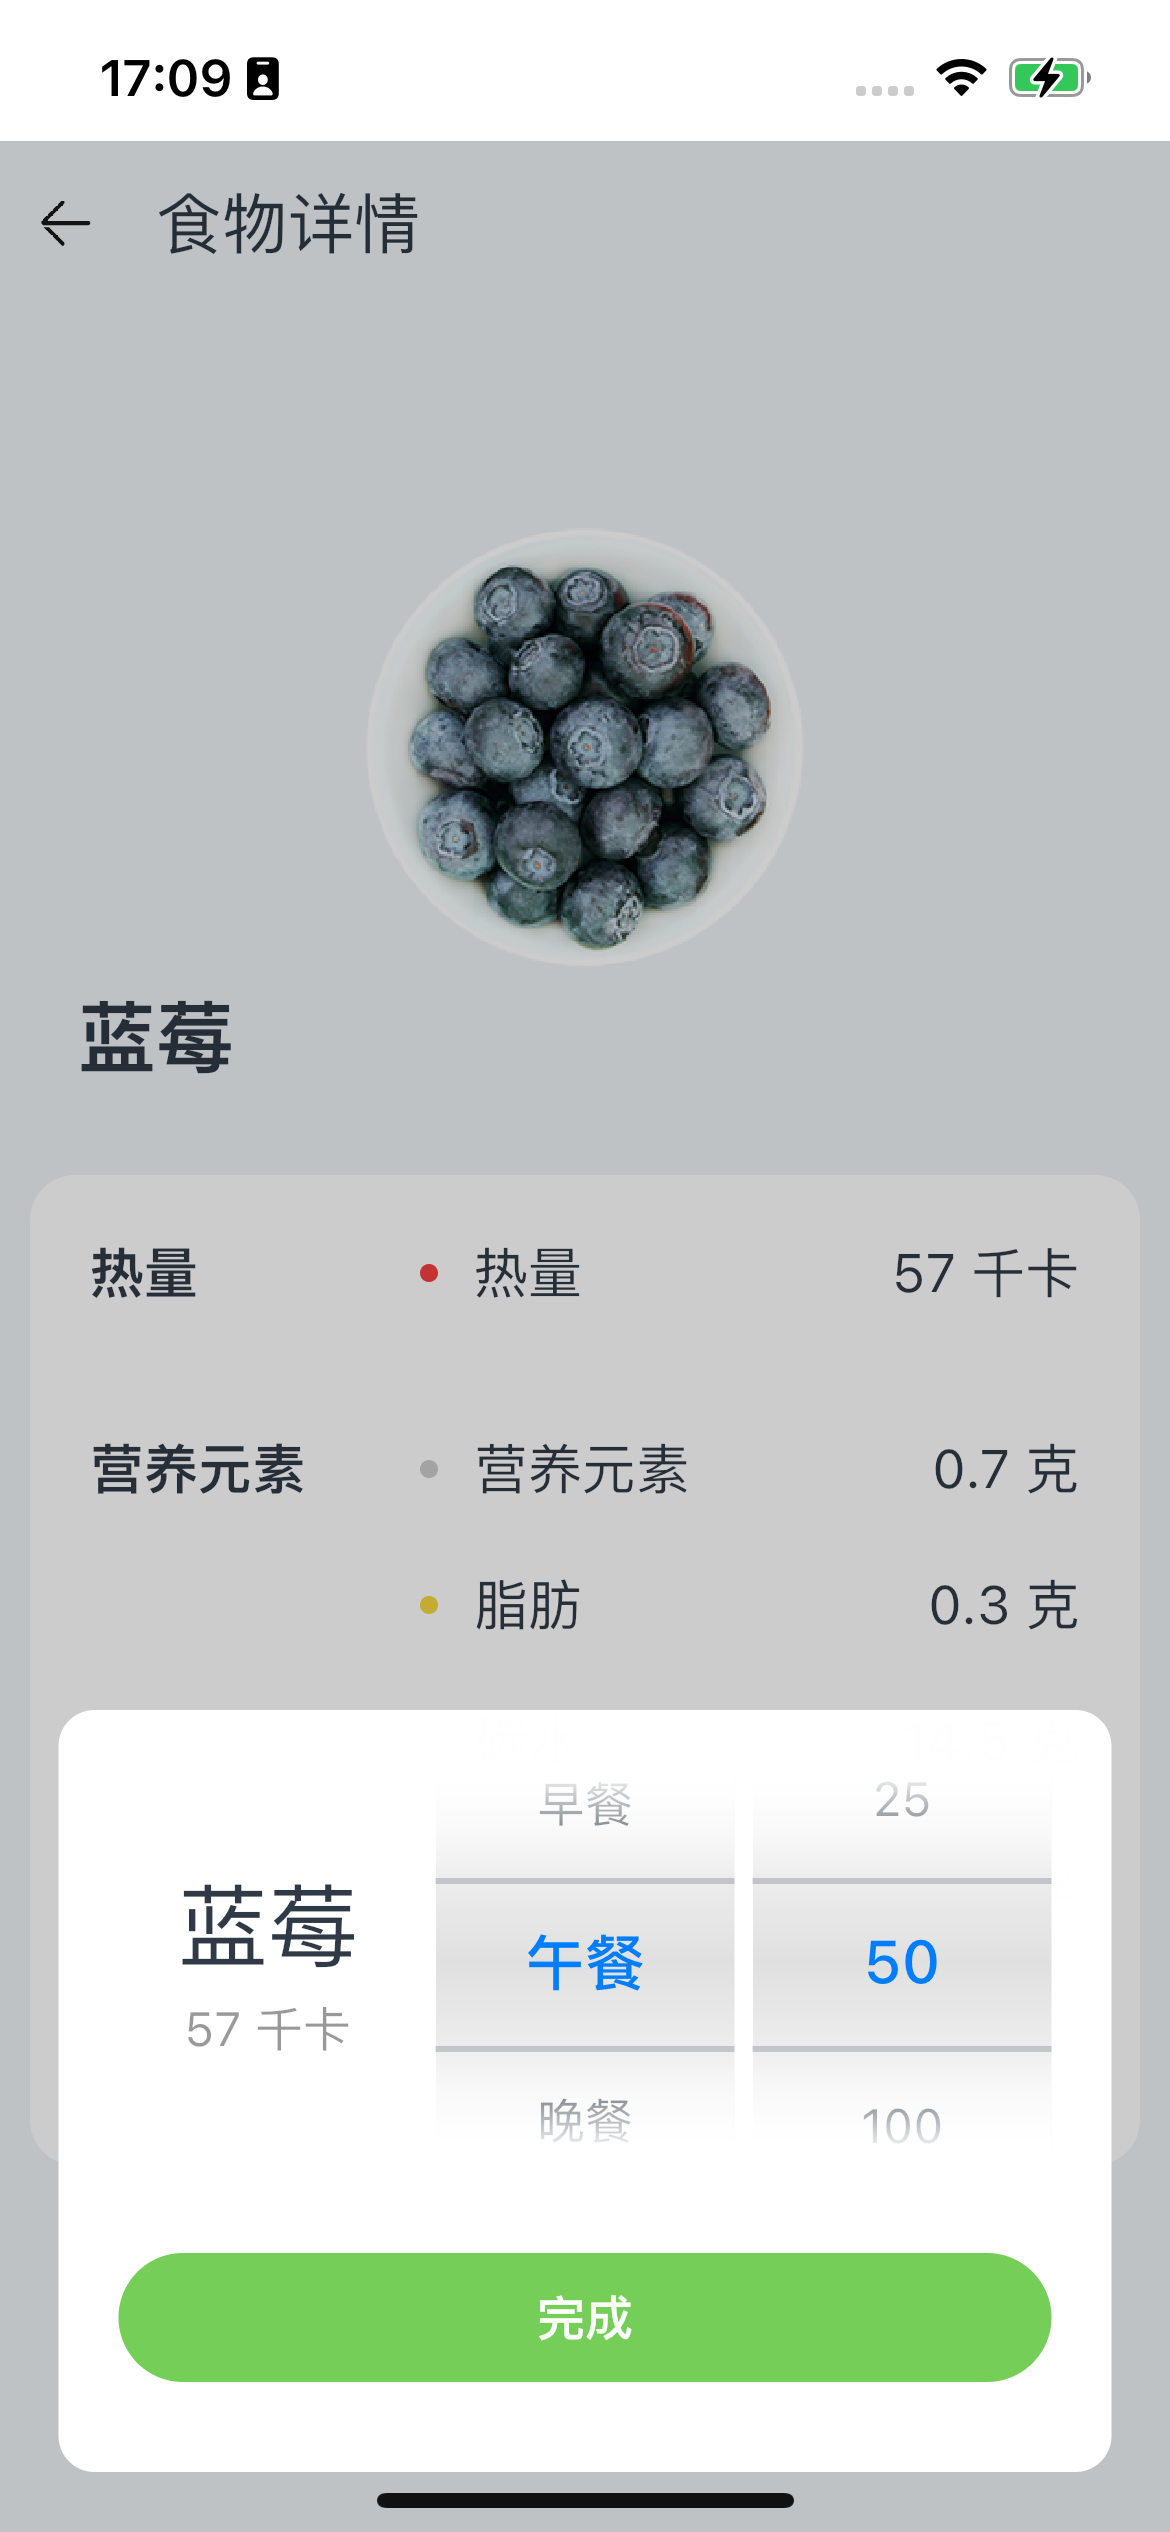 17:09
食物详情
蓝莓
热量 热量 57 千卡
营养元素 营养元素 0.7 克
脂肪 0.3 克
早餐 25
蓝莓 午餐 50
57 千卡
晚餐 100
完成